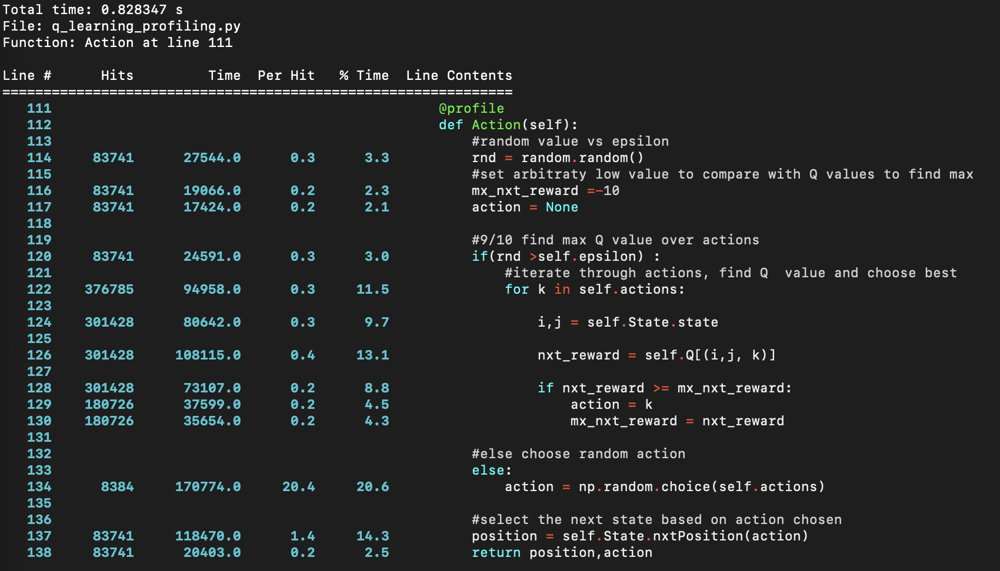 Total time: 0.828347 s
File: q_learning_profiling.py
Function: Action at line 111

Line #      Hits         Time  Per Hit   % Time  Line Contents
==============================================================
   111                                               @profile
   112                                               def Action(self):
   113                                                   #random value vs epsilon
   114     83741      27544.0      0.3      3.3          rnd = random.random()
   115                                                   #set arbitraty low value to compare with Q values to find max
   116     83741      19066.0      0.2      2.3          mx_nxt_reward =-10
   117     83741      17424.0      0.2      2.1          action = None
   118
   119                                                   #9/10 find max Q value over actions
   120     83741      24591.0      0.3      3.0          if(rnd >self.epsilon) :
   121                                                       #iterate through actions, find Q  value and choose best
   122    376785      94958.0      0.3     11.5              for k in self.actions:
   123
   124    301428      80642.0      0.3      9.7                  i,j = self.State.state
   125
   126    301428     108115.0      0.4     13.1                  nxt_reward = self.Q[(i,j, k)]
   127
   128    301428      73107.0      0.2      8.8                  if nxt_reward >= mx_nxt_reward:
   129    180726      37599.0      0.2      4.5                      action = k
   130    180726      35654.0      0.2      4.3                      mx_nxt_reward = nxt_reward
   131
   132                                                   #else choose random action
   133                                                   else:
   134      8384     170774.0     20.4     20.6              action = np.random.choice(self.actions)
   135
   136                                                   #select the next state based on action chosen
   137     83741     118470.0      1.4     14.3          position = self.State.nxtPosition(action)
   138     83741      20403.0      0.2      2.5          return position,action